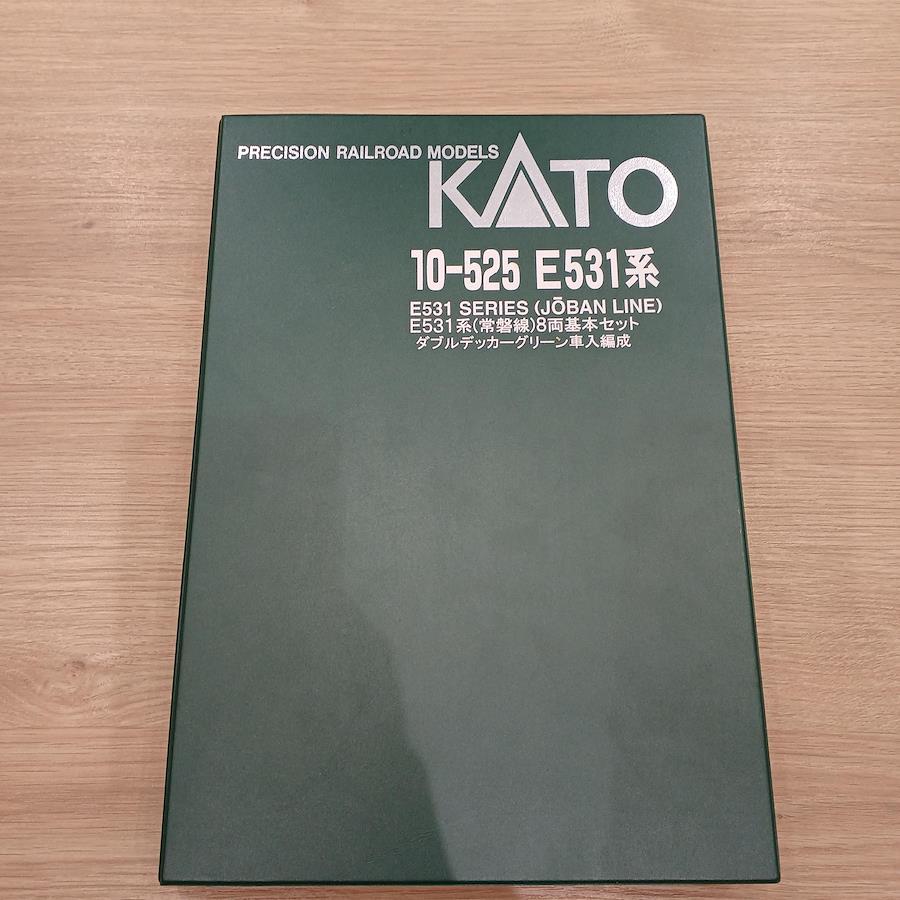 PRECISION RAILROAD MODELS
KATO
10-525 E531系
E531 SERIES (JŌBAN LINE)
E531系(常磐線)8両基本セット
ダブルデッカーグリーン車入編成